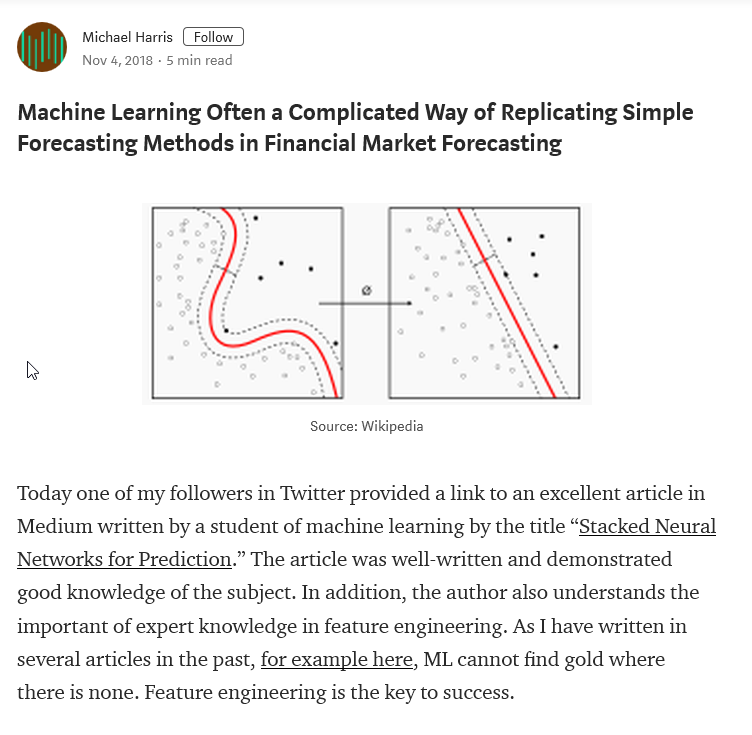 Michael Harris Follow
Nov 4, 2018 · 5 min read
Machine Learning Often a Complicated Way of Replicating Simple
Forecasting Methods in Financial Market Forecasting
ø
Source: Wikipedia
Today one of my followers in Twitter provided a link to an excellent article in
Medium written by a student of machine learning by the title “Stacked Neural
Networks for Prediction.” The article was well-written and demonstrated
good knowledge of the subject. In addition, the author also understands the
important of expert knowledge in feature engineering. As I have written in
several articles in the past, for example here, ML cannot find gold where
there is none. Feature engineering is the key to success.